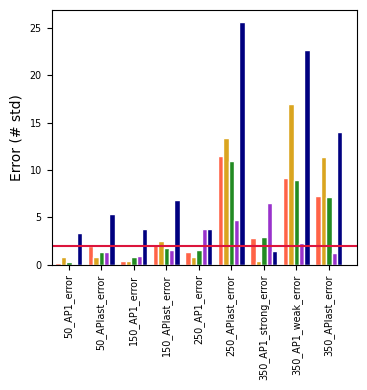 Error (# std)
25
20
15
10
5
0
50_AP1_error
50_APlast_error
150_AP1_error
150_APlast_error
250_AP1_error
250_APlast_error
350_AP1_strong_error
350_AP1_weak_error
350_APlast_error